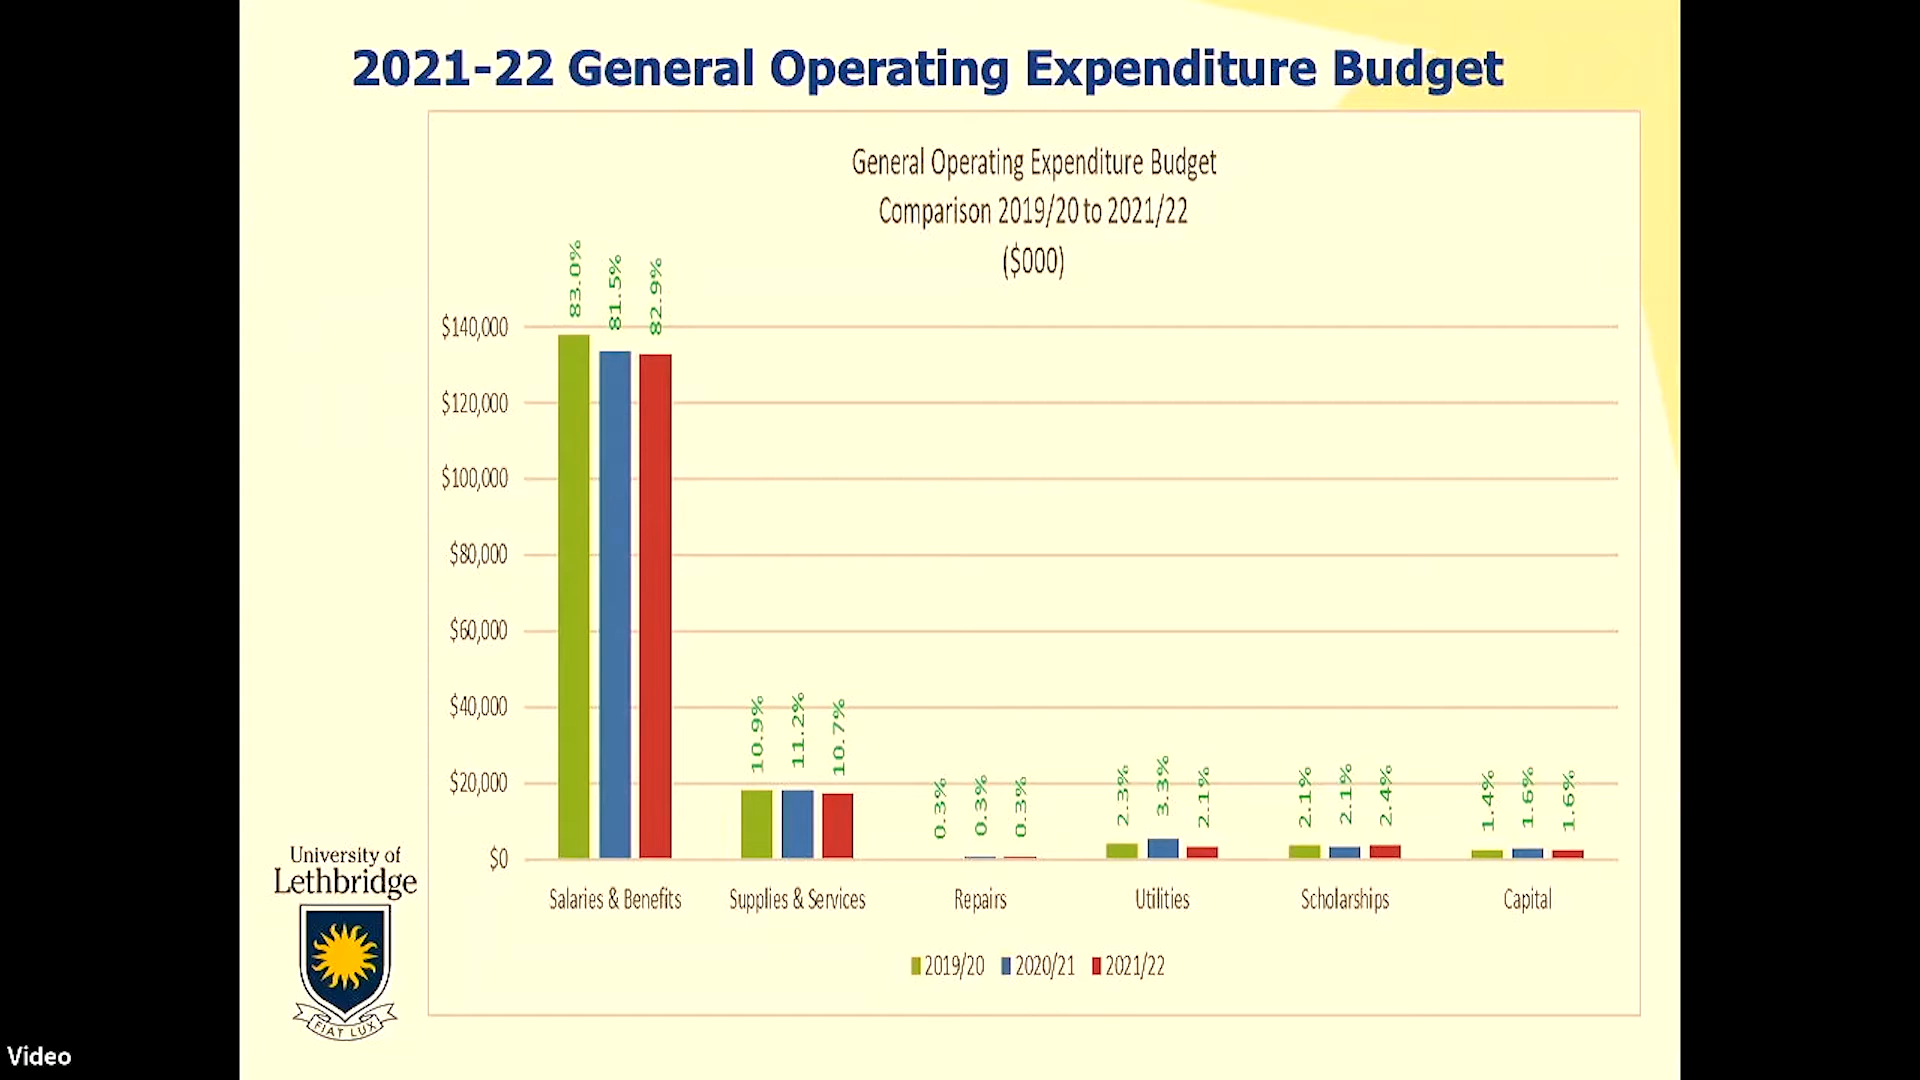 2021-22 General Operating Expenditure Budget
General Operating Expenditure Budget
Comparison 2019/20 to 2021/22
($000)
83.0% 81.5% 82.9%
$140,000
$120,000
$100,000
$80,000
$60,000
$40,000
$20,000
$0
10.9% 11.2% 10.7%
0.3% 0.3% 0.3%
2.3% 3.3% 2.1%
2.1% 2.1% 2.4%
1.4% 1.6% 1.6%
Salaries & Benefits Supplies & Services Repairs Utilities Scholarships Capital
2019/20 2020/21 2021/22
University of
Lethbridge
FIAT LUX
Video